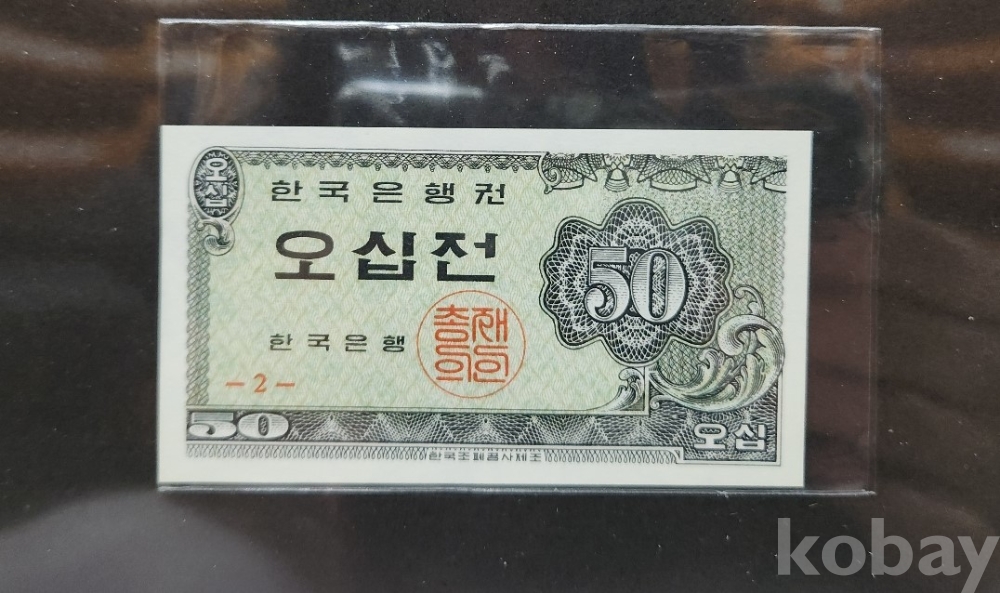 오십
한국은행권
오십전
50
한국은행
총재
의인
- 2 -
50
오십
한국조폐공사제조
kobay